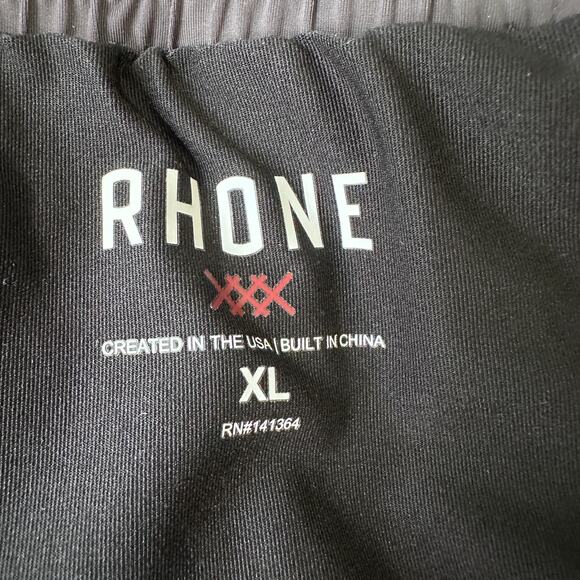 RHONE
CREATED IN THE USA | BUILT IN CHINA
XL
RN#141364